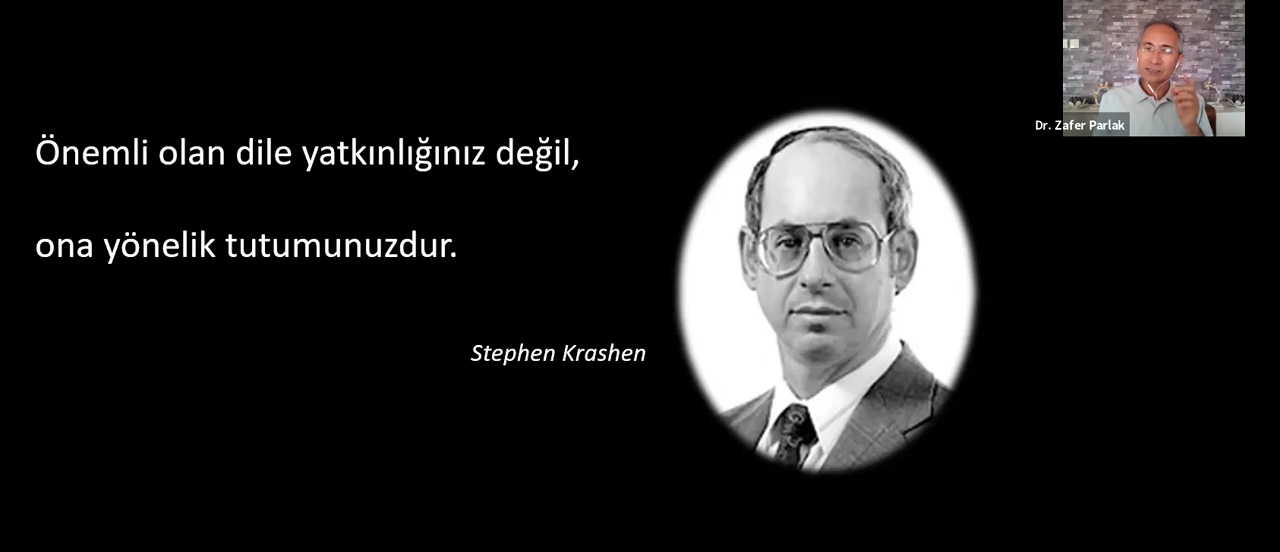 Önemli olan dile yatkınlığınız değil,
ona yönelik tutumunuzdur.
Stephen Krashen
Dr. Zafer Parlak